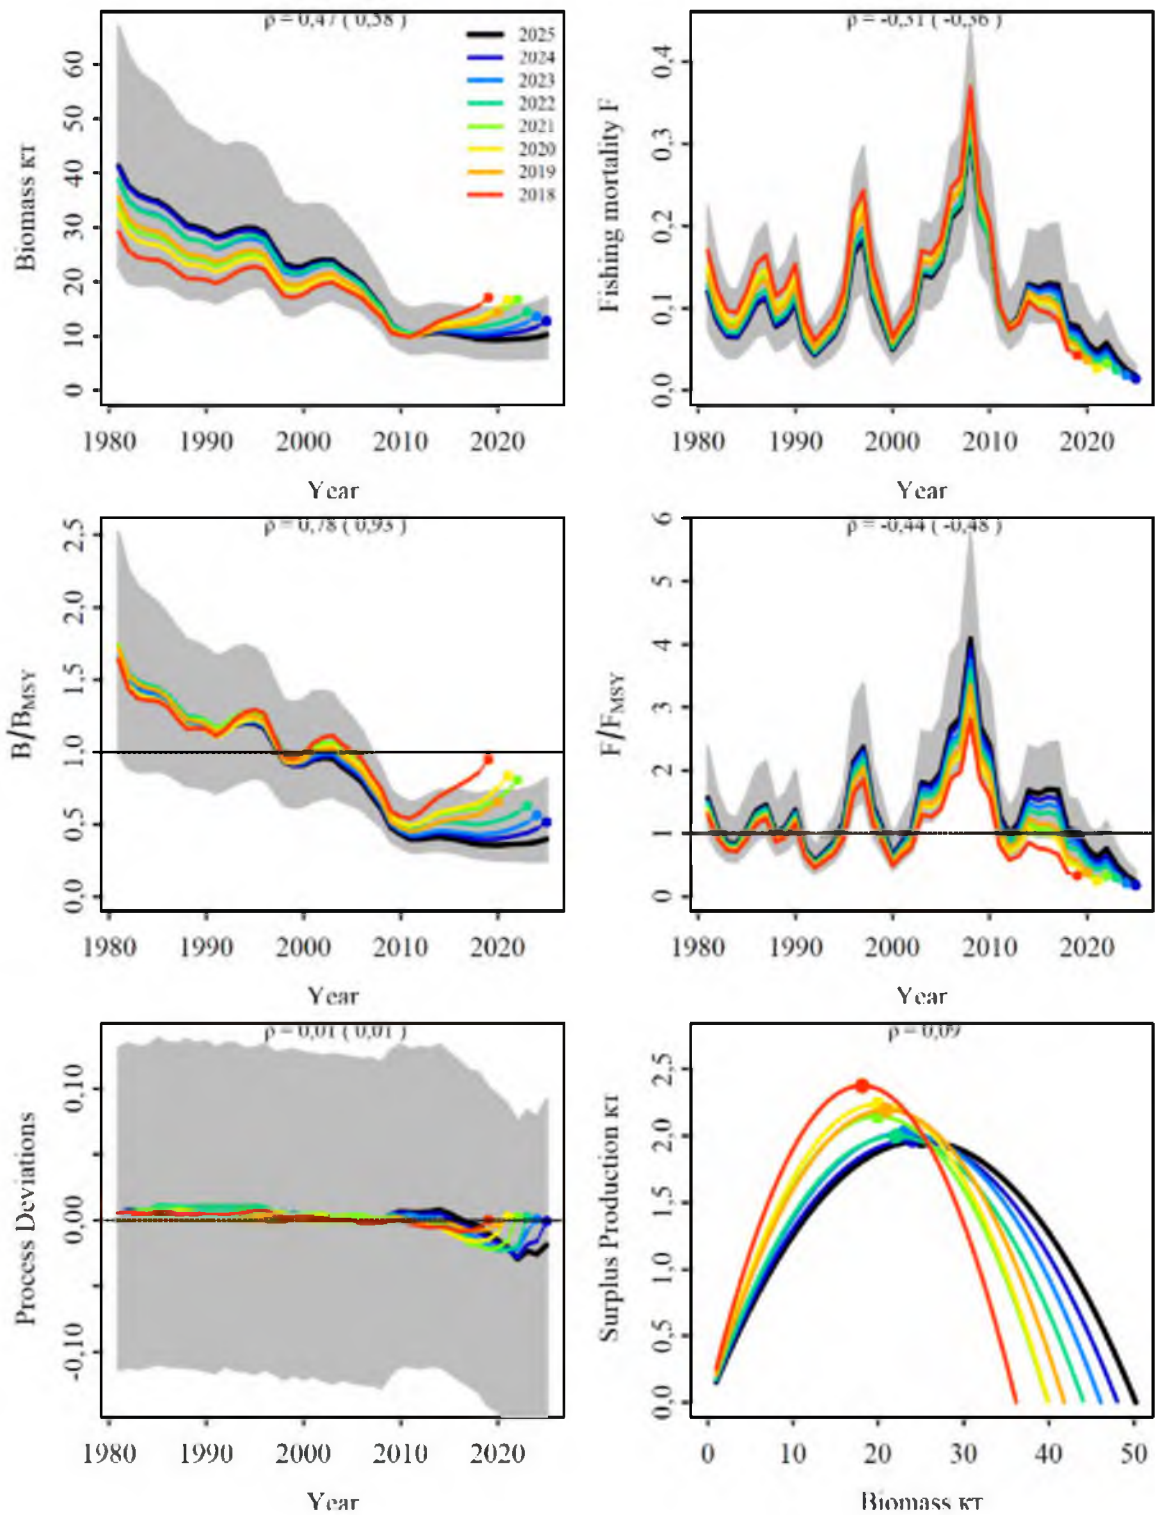 ρ = 0,47 ( 0,58 )
Biomass кт
60
50
40
30
20
10
0
2025
2024
2023
2022
2021
2020
2019
2018
1980 1990 2000 2010 2020
Year
ρ = -0,31 ( -0,36 )
Fishing mortality F
0,4
0,3
0,2
0,1
0,0
1980 1990 2000 2010 2020
Year
ρ = 0,78 ( 0,93 )
B/BMSY
2,5
2,0
1,5
1,0
0,5
0,0
1980 1990 2000 2010 2020
Year
ρ = -0,44 ( -0,48 )
F/FMSY
6
5
4
3
2
1
0
1980 1990 2000 2010 2020
Year
ρ = 0,01 ( 0,01 )
Process Deviations
0,10
0,00
-0,10
1980 1990 2000 2010 2020
Year
ρ = 0,09
Surplus Production кт
2,5
2,0
1,5
1,0
0,5
0,0
0 10 20 30 40 50
Biomass кт